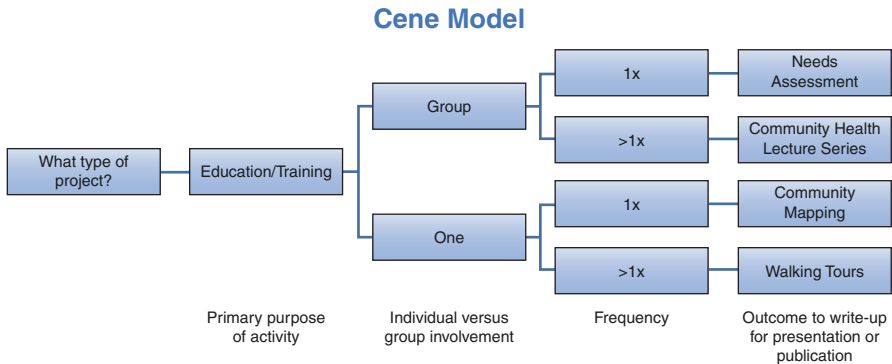 Cene Model
What type of
project?
Education/Training
Group
One
1x
>1x
1x
>1x
Needs
Assessment
Community Health
Lecture Series
Community
Mapping
Walking Tours
Primary purpose
of activity
Individual versus
group involvement
Frequency
Outcome to write-up
for presentation or
publication